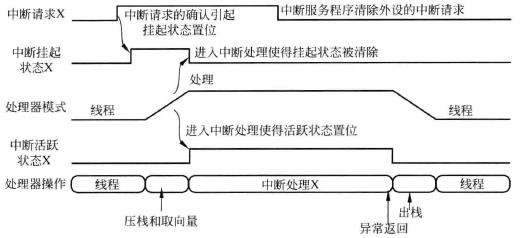 中断请求X
中断请求的确认引起
挂起状态置位
中断服务程序清除外设的中断请求
中断挂起
状态X
进入中断处理使得挂起状态被清除
处理
处理器模式
线程
线程
进入中断处理使得活跃状态置位
中断活跃
状态X
处理器操作
线程
中断处理X
线程
压栈和取向量
异常返回
出栈